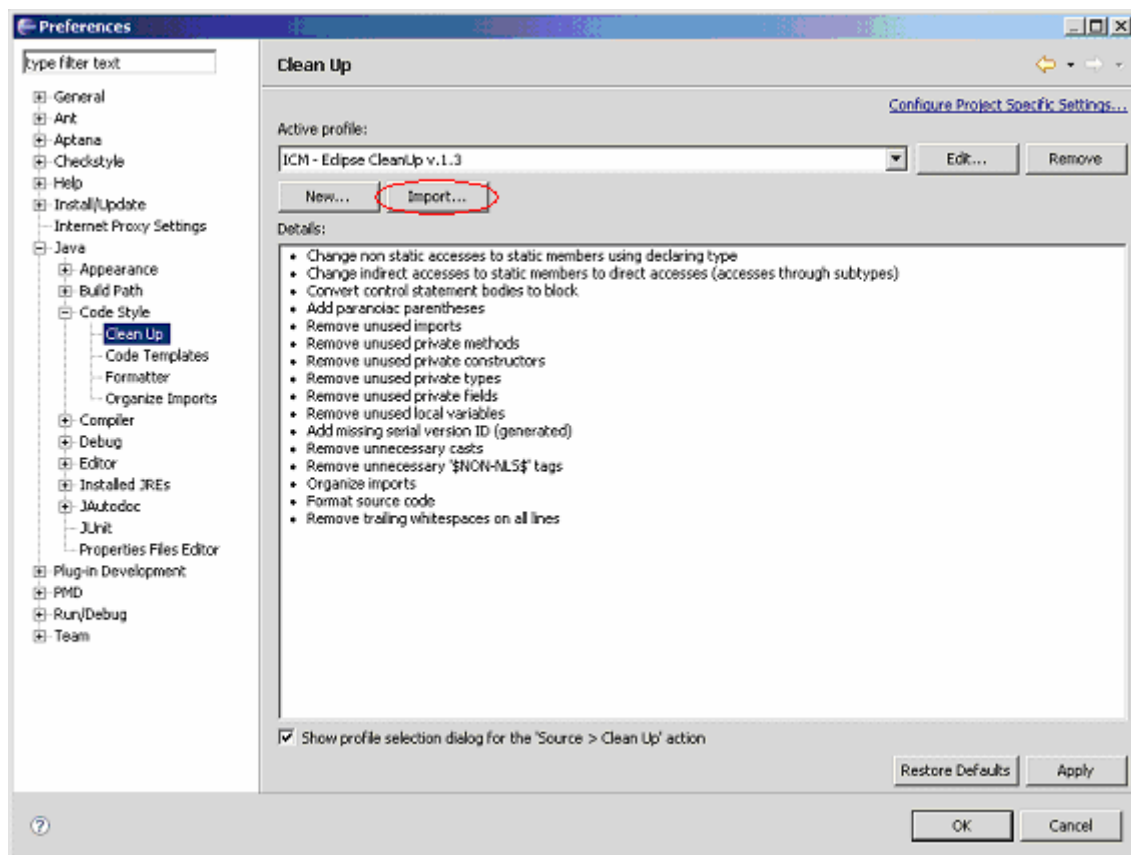 Preferences
type filter text
General
Ant
Aptana
Checkstyle
Help
Install/Update
Internet Proxy Settings
Java
Appearance
Build Path
Code Style
Clean Up
Code Templates
Formatter
Organize Imports
Compiler
Debug
Editor
Installed JREs
JAutodoc
JUnit
Properties Files Editor
Plug-in Development
PMD
Run/Debug
Team
Clean Up
Configure Project Specific Settings...
Active profile:
ICM - Edipse CleanUp v.1.3
Edit...
Remove
New...
Import...
Details:
• Change non static accesses to static members using declaring type
• Change indirect accesses to static members to direct accesses (accesses through subtypes)
• Convert control statement bodies to block
• Add paranoiac parentheses
• Remove unused imports
• Remove unused private methods
• Remove unused private constructors
• Remove unused private types
• Remove unused private fields
• Remove unused local variables
• Add missing serial version ID (generated)
• Remove unnecessary casts
• Remove unnecessary '$NON-NLS$' tags
• Organize imports
• Format source code
• Remove trailing whitespaces on all lines
Show profile selection dialog for the 'Source > Clean Up' action
Restore Defaults
Apply
?
OK
Cancel